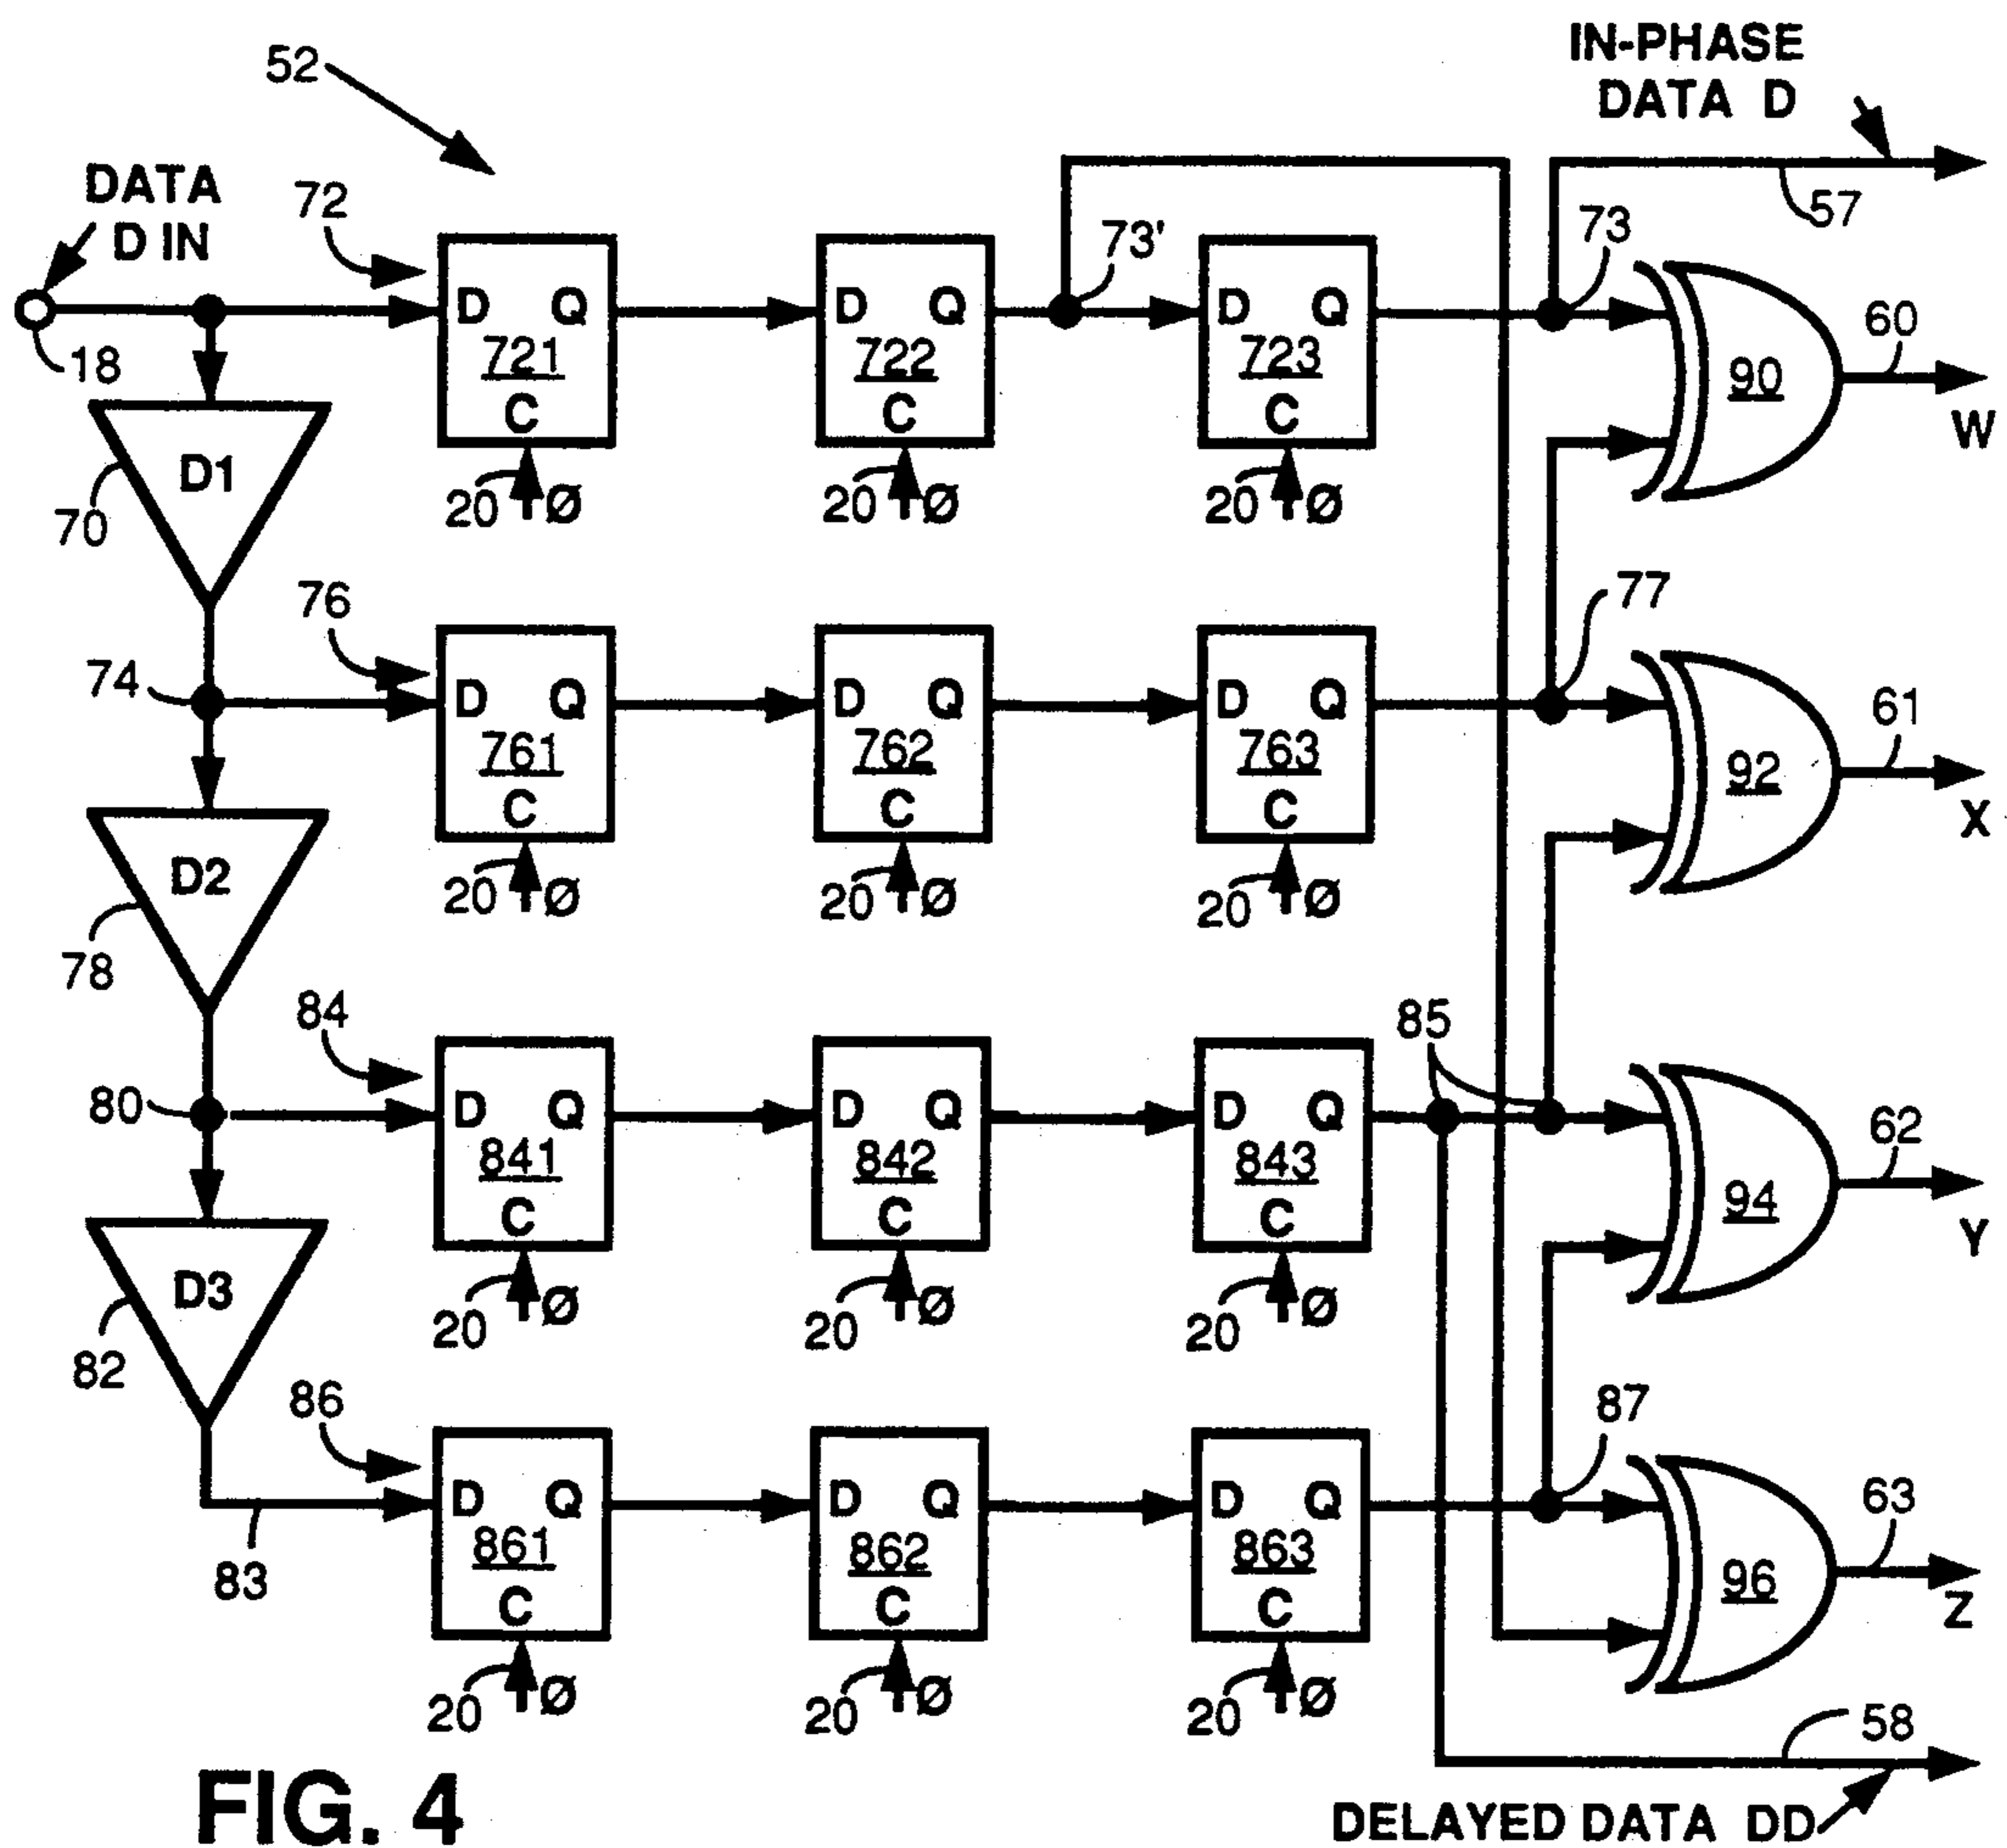 IN-PHASE
DATA D
52
DATA
D IN
72
73'
73
57
18
D Q
721
C
D Q
722
C
D Q
723
C
90
60
W
20 Ø
20 Ø
20 Ø
D1
70
76
77
74
D Q
761
C
D Q
762
C
D Q
763
C
92
61
X
20 Ø
20 Ø
20 Ø
D2
78
84
85
80
D Q
841
C
D Q
842
C
D Q
843
C
94
62
Y
20 Ø
20 Ø
20 Ø
D3
82
86
87
83
D Q
861
C
D Q
862
C
D Q
863
C
96
63
Z
20 Ø
20 Ø
20 Ø
58
FIG. 4
DELAYED DATA DD